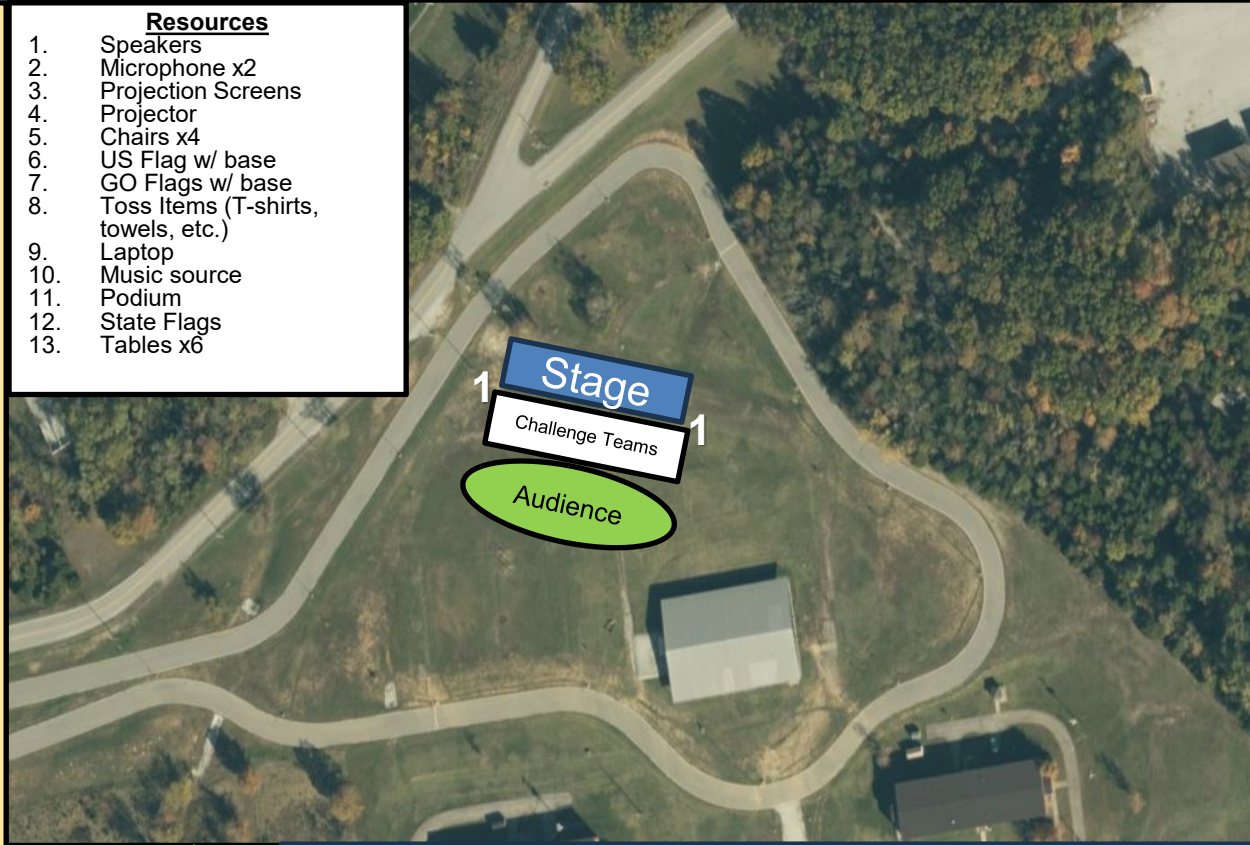 Resources
1. Speakers
2. Microphone x2
3. Projection Screens
4. Projector
5. Chairs x4
6. US Flag w/ base
7. GO Flags w/ base
8. Toss Items (T-shirts,
towels, etc.)
9. Laptop
10. Music source
11. Podium
12. State Flags
13. Tables x6
Stage
1
Challenge Teams
1
Audience